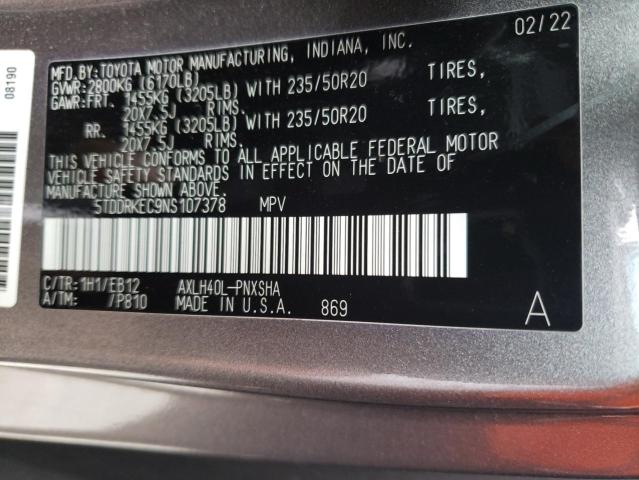 08190
MFD.BY:TOYOTA MOTOR MANUFACTURING, INDIANA, INC. 02/22
GVWR:2800KG (6170LB)
GAWR:FRT. 1455KG (3205LB) WITH 235/50R20 TIRES,
20X7.5J RIMS.
RR. 1455KG (3205LB) WITH 235/50R20 TIRES,
20X7.5J RIMS.
THIS VEHICLE CONFORMS TO ALL APPLICABLE FEDERAL MOTOR
VEHICLE SAFETY STANDARDS IN EFFECT ON THE DATE OF
MANUFACTURE SHOWN ABOVE.
5TDDRKEC9NS107378 MPV
C/TR:1H1/EB12 AXLH40L-PNXSHA
A/TM: /P810 MADE IN U.S.A. 869 A